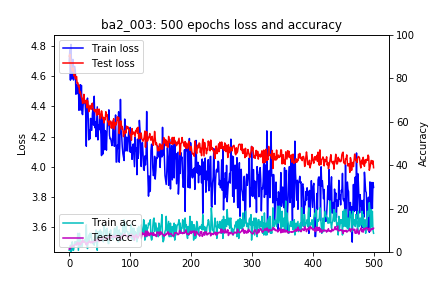 ba2_003: 500 epochs loss and accuracy
Train loss
Test loss
Train acc
Test acc
Loss
4.8
4.6
4.4
4.2
4.0
3.8
3.6
Accuracy
100
80
60
40
20
0
0 100 200 300 400 500